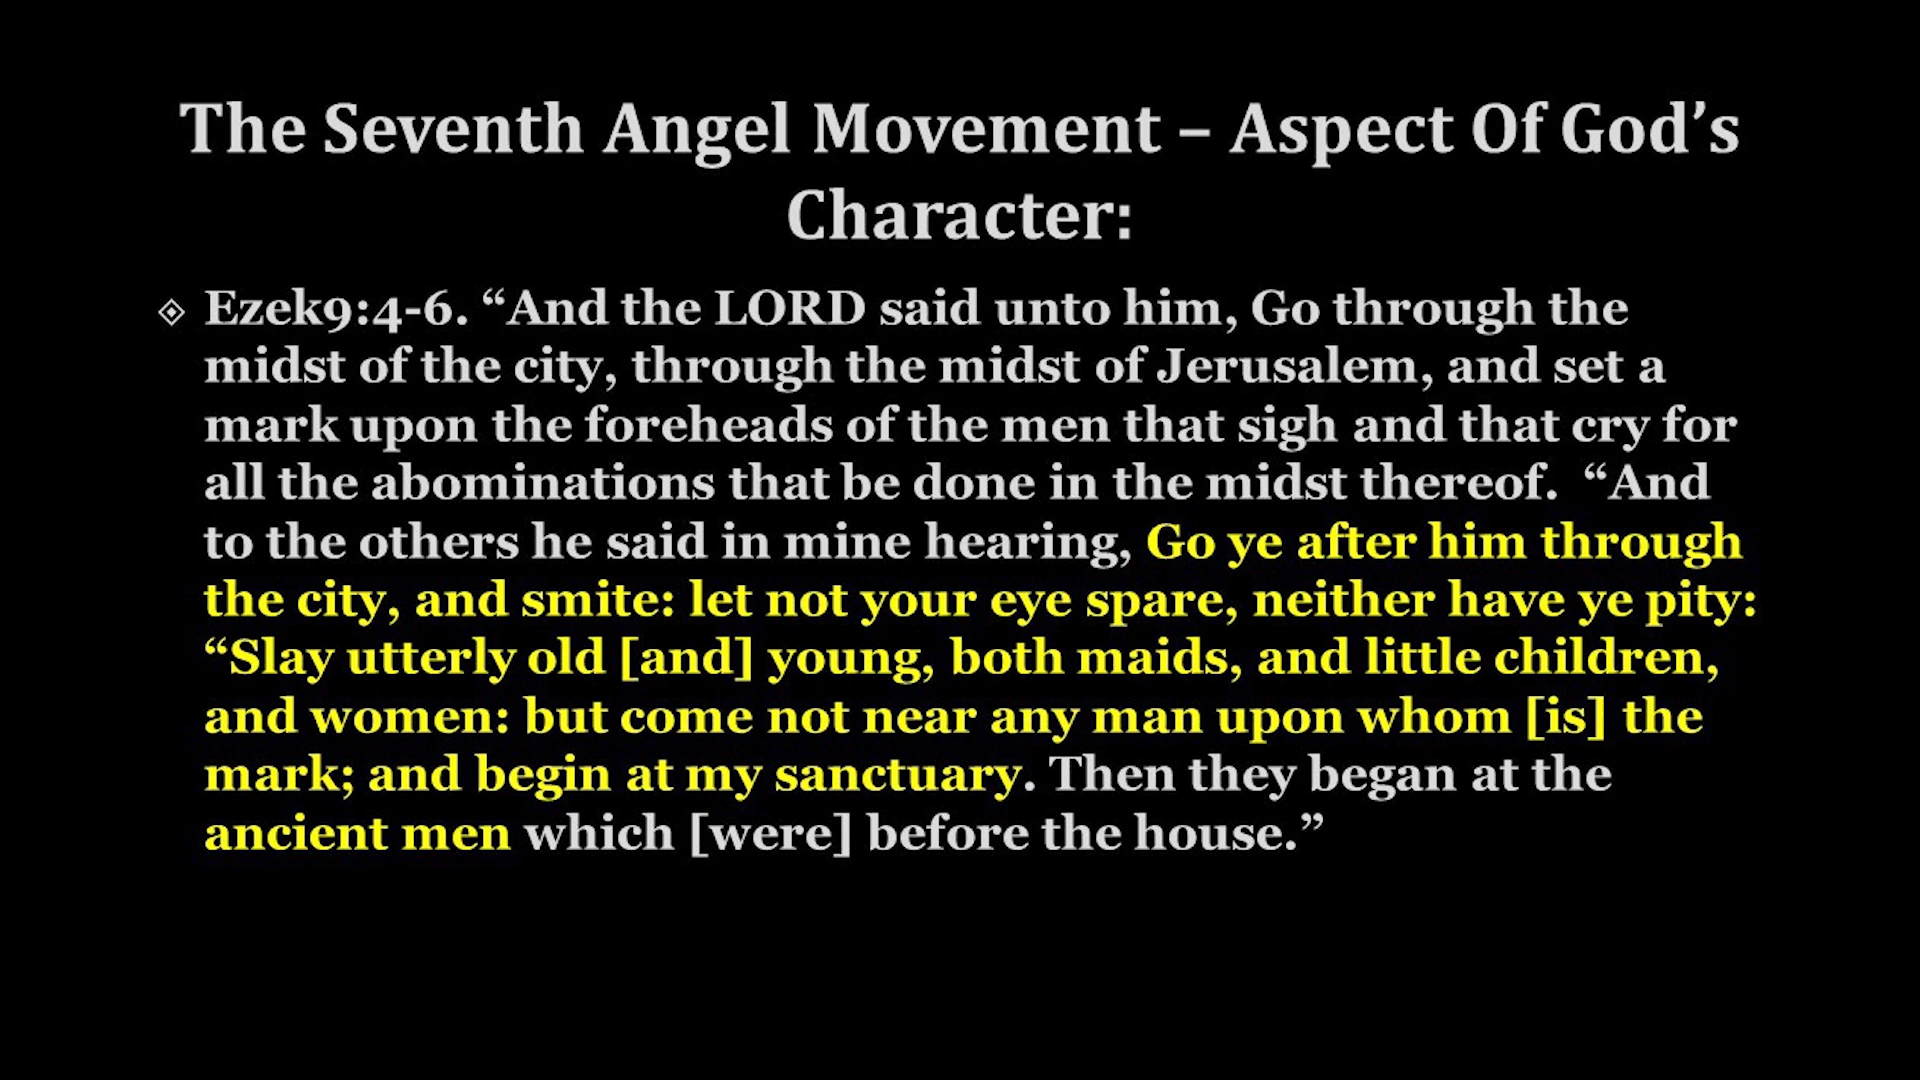 The Seventh Angel Movement – Aspect Of God’s
Character:
Ezek9:4-6. “And the LORD said unto him, Go through the
midst of the city, through the midst of Jerusalem, and set a
mark upon the foreheads of the men that sigh and that cry for
all the abominations that be done in the midst thereof.  “And
to the others he said in mine hearing, Go ye after him through
the city, and smite: let not your eye spare, neither have ye pity:
“Slay utterly old [and] young, both maids, and little children,
and women: but come not near any man upon whom [is] the
mark; and begin at my sanctuary. Then they began at the
ancient men which [were] before the house.”